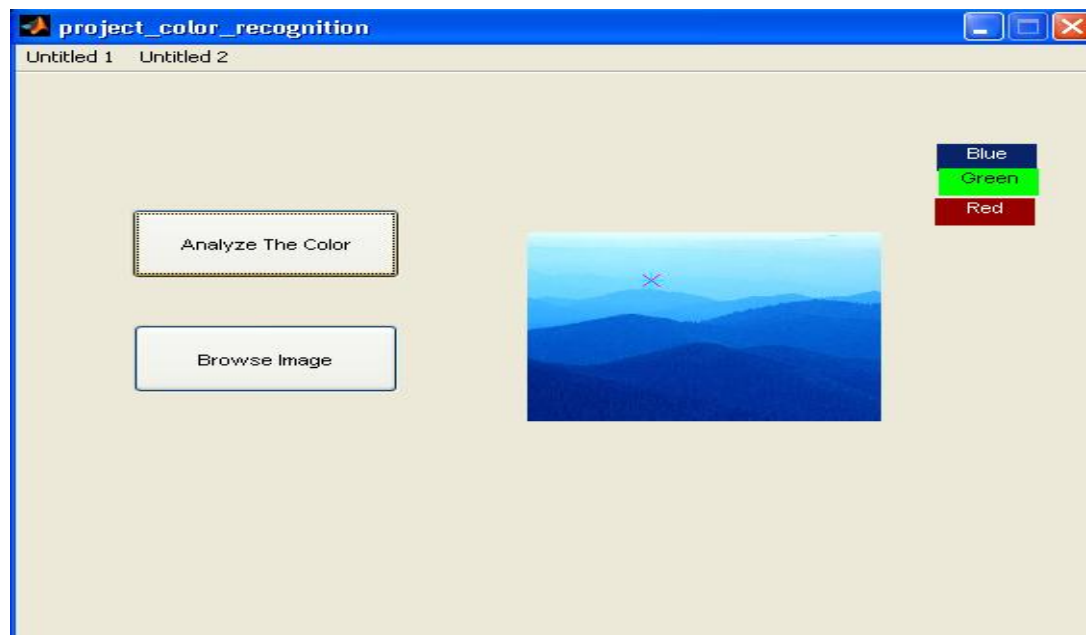 project_color_recognition
Untitled 1 Untitled 2
Blue
Green
Red
Analyze The Color
Browse Image